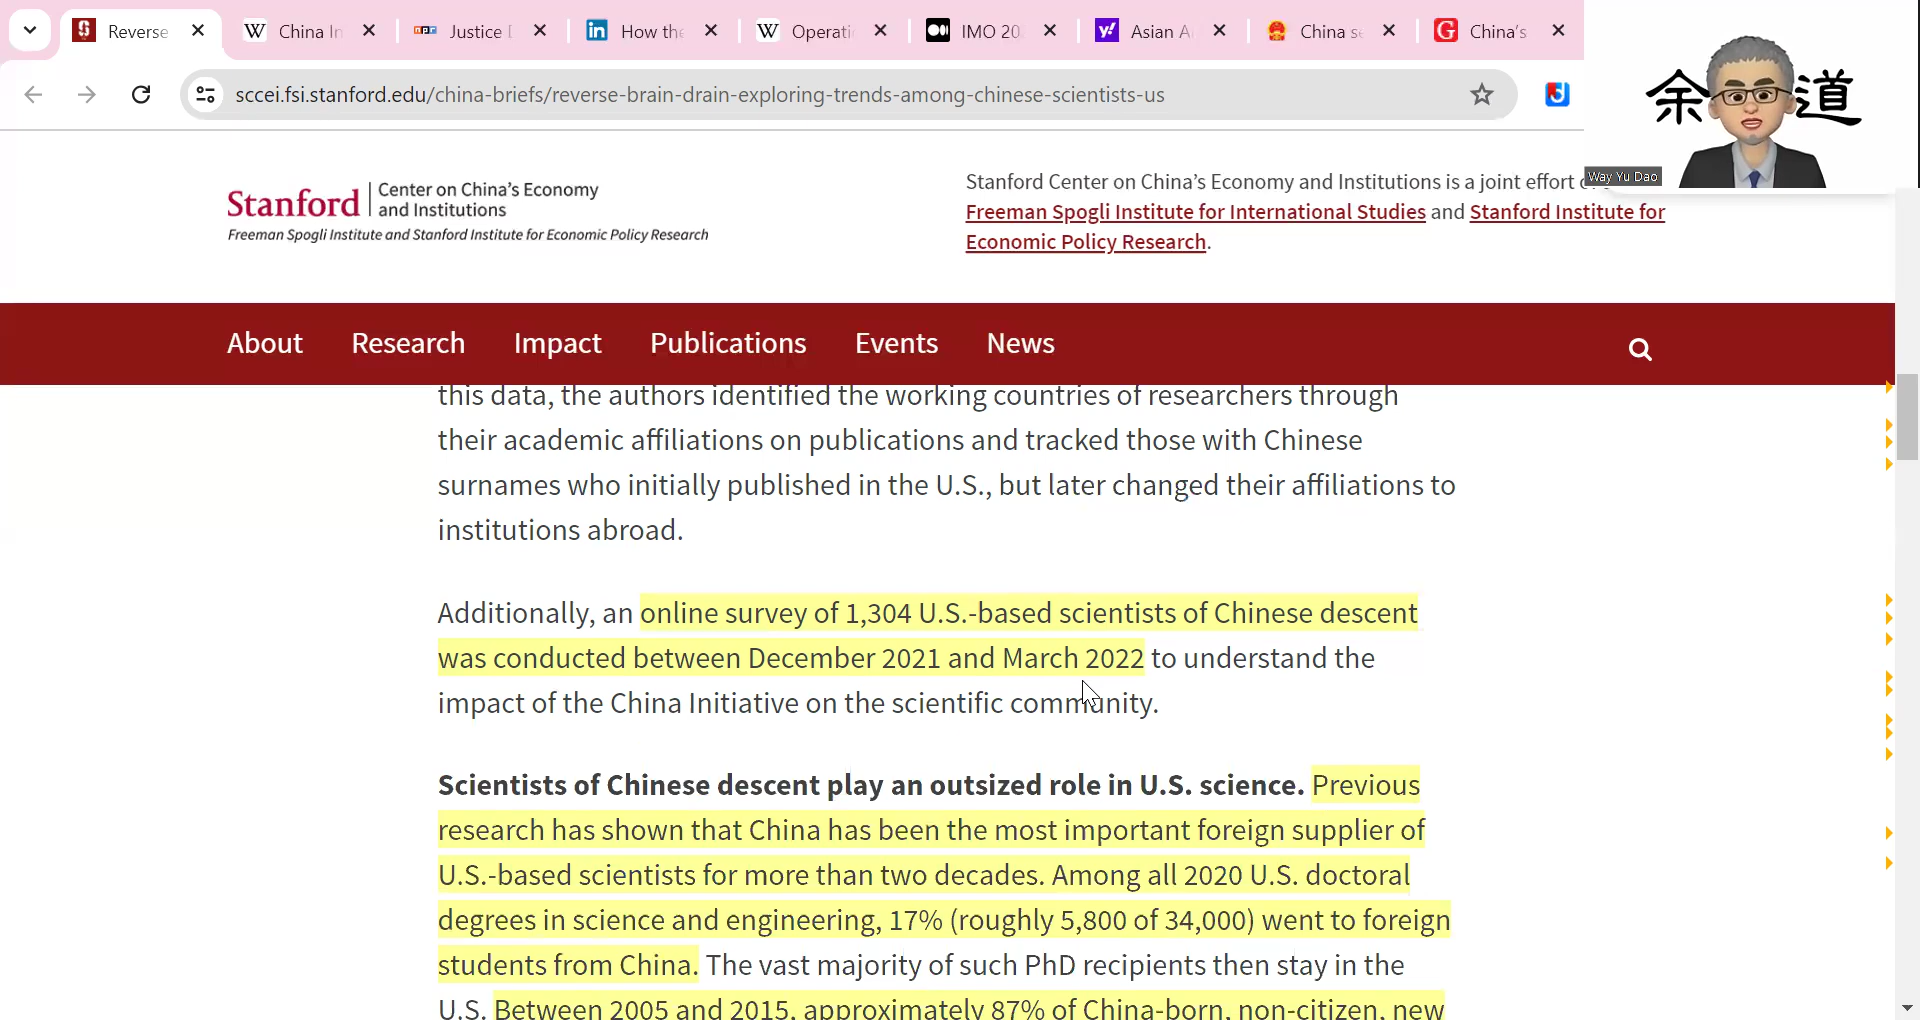 Reverse
China In
Justice D
How the
Operati
IMO 20
Asian A
China se
China's
sccei.fsi.stanford.edu/china-briefs/reverse-brain-drain-exploring-trends-among-chinese-scientists-us
余道
Way Yu Dao
Stanford
Center on China's Economy
and Institutions
Freeman Spogli Institute and Stanford Institute for Economic Policy Research
Stanford Center on China's Economy and Institutions is a joint effort
Freeman Spogli Institute for International Studies and Stanford Institute for
Economic Policy Research.
About Research Impact Publications Events News
this data, the authors identified the working countries of researchers through
their academic affiliations on publications and tracked those with Chinese
surnames who initially published in the U.S., but later changed their affiliations to
institutions abroad.
Additionally, an online survey of 1,304 U.S.-based scientists of Chinese descent
was conducted between December 2021 and March 2022 to understand the
impact of the China Initiative on the scientific community.
Scientists of Chinese descent play an outsized role in U.S. science. Previous
research has shown that China has been the most important foreign supplier of
U.S.-based scientists for more than two decades. Among all 2020 U.S. doctoral
degrees in science and engineering, 17% (roughly 5,800 of 34,000) went to foreign
students from China. The vast majority of such PhD recipients then stay in the
U.S. Between 2005 and 2015, approximately 87% of China-born, non-citizen, new